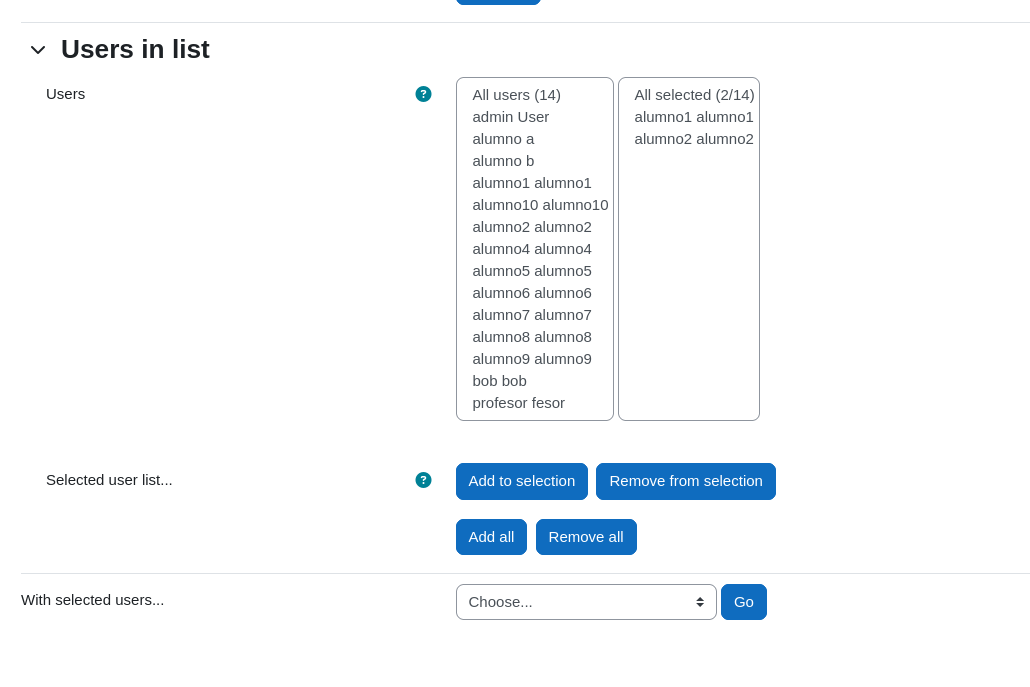 Users in list
Users
All users (14)
admin User
alumno a
alumno b
alumno1 alumno1
alumno10 alumno10
alumno2 alumno2
alumno4 alumno4
alumno5 alumno5
alumno6 alumno6
alumno7 alumno7
alumno8 alumno8
alumno9 alumno9
bob bob
profesor fesor
All selected (2/14)
alumno1 alumno1
alumno2 alumno2
Selected user list...
Add to selection
Remove from selection
Add all
Remove all
With selected users...
Choose...
Go